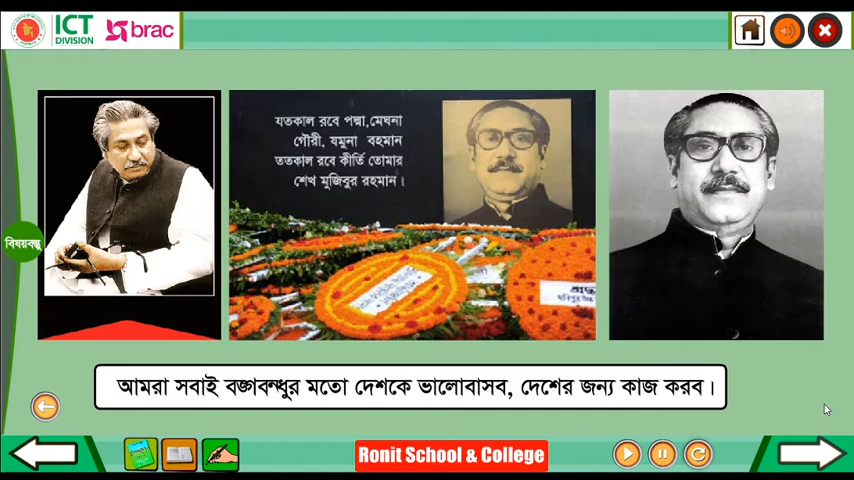 ICT
DIVISION
brac
যতকাল রবে পদ্মা,মেঘনা
গৌরী, যমুনা বহমান
ততকাল রবে কীর্তি তোমার
শেখ মুজিবুর রহমান।
বিষয়বস্তু
আমরা সবাই বঙ্গবন্ধুর মতো দেশকে ভালোবাসব, দেশের জন্য কাজ করব।
Ronit School & College